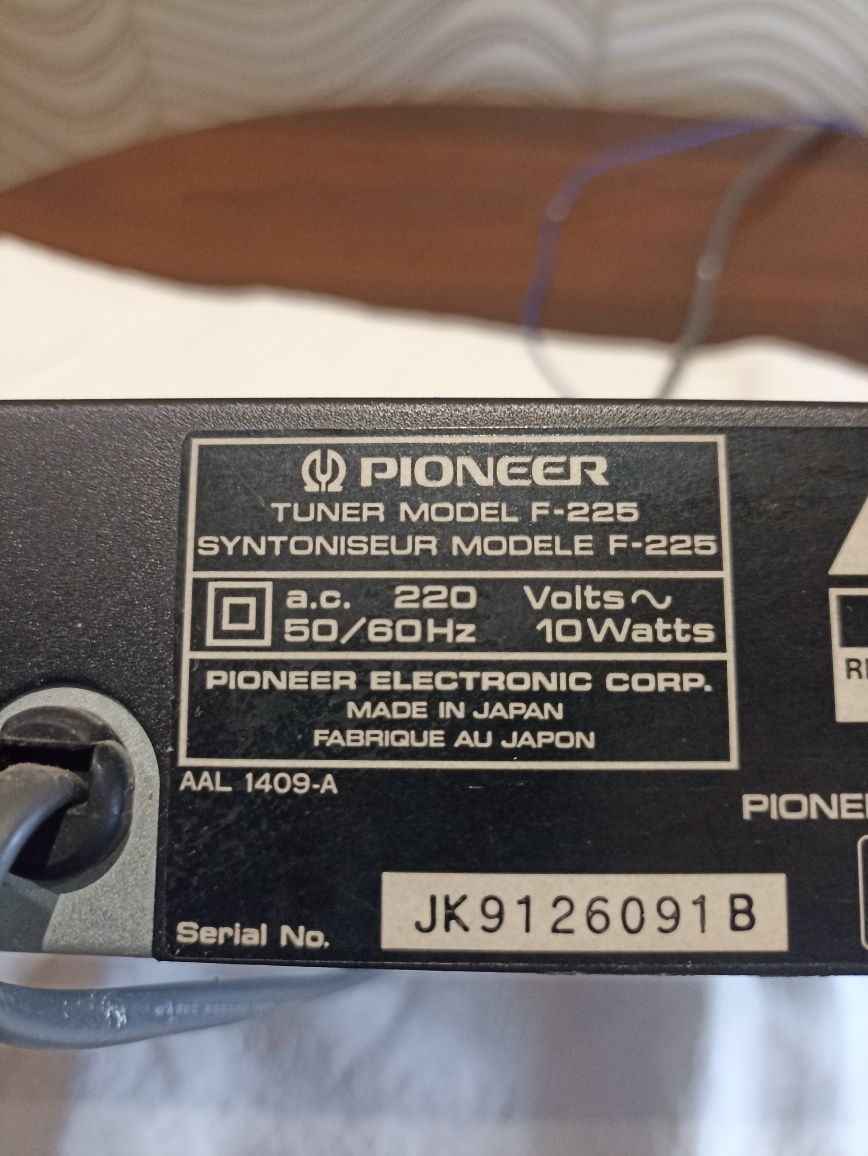 PIONEER
TUNER MODEL F-225
SYNTONISEUR MODELE F-225
a.c. 220 Volts ~
50/60Hz 10Watts
PIONEER ELECTRONIC CORP.
MADE IN JAPAN
FABRIQUE AU JAPON
AAL 1409-A
Serial No. JK9126091B